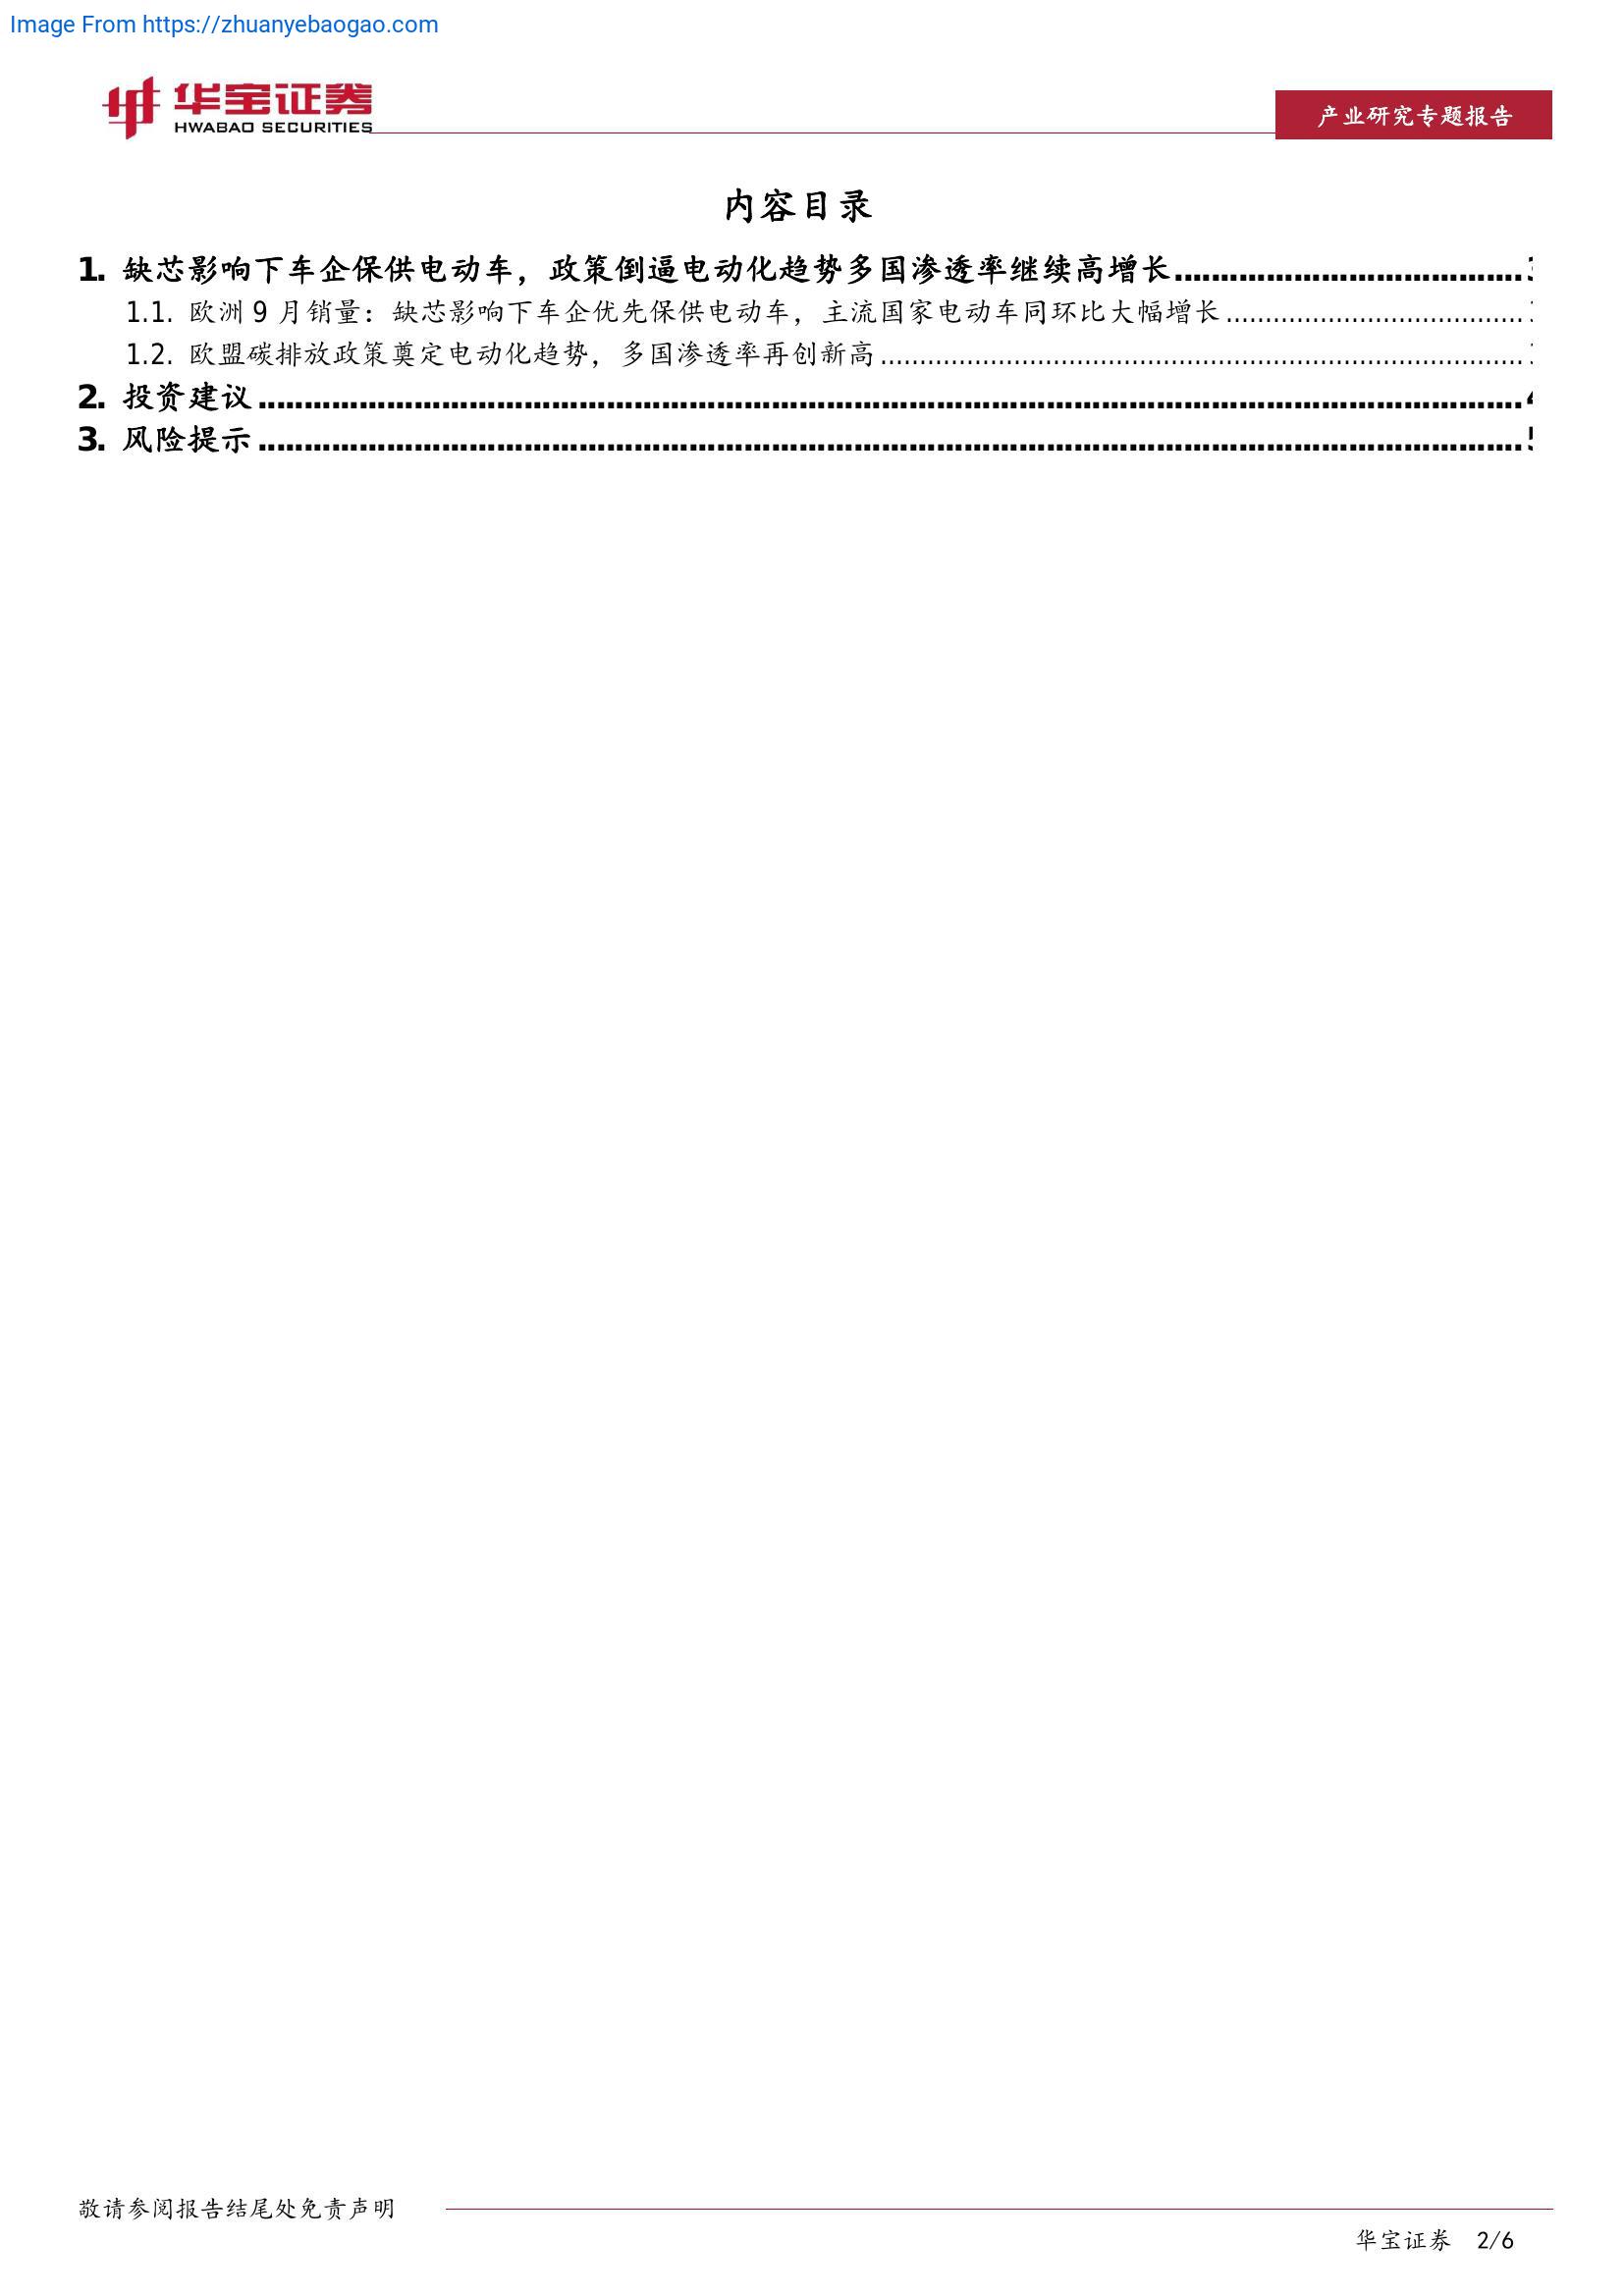 Image From https://zhuanyebaogao.com
华宝证券
HWABAO SECURITIES
产业研究专题报告
内容目录
1. 缺芯影响下车企保供电动车，政策倒逼电动化趋势多国渗透率继续高增长
1.1. 欧洲 9 月销量：缺芯影响下车企优先保供电动车，主流国家电动车同环比大幅增长
1.2. 欧盟碳排放政策奠定电动化趋势，多国渗透率再创新高
2. 投资建议
3. 风险提示
敬请参阅报告结尾处免责声明
华宝证券 2/6